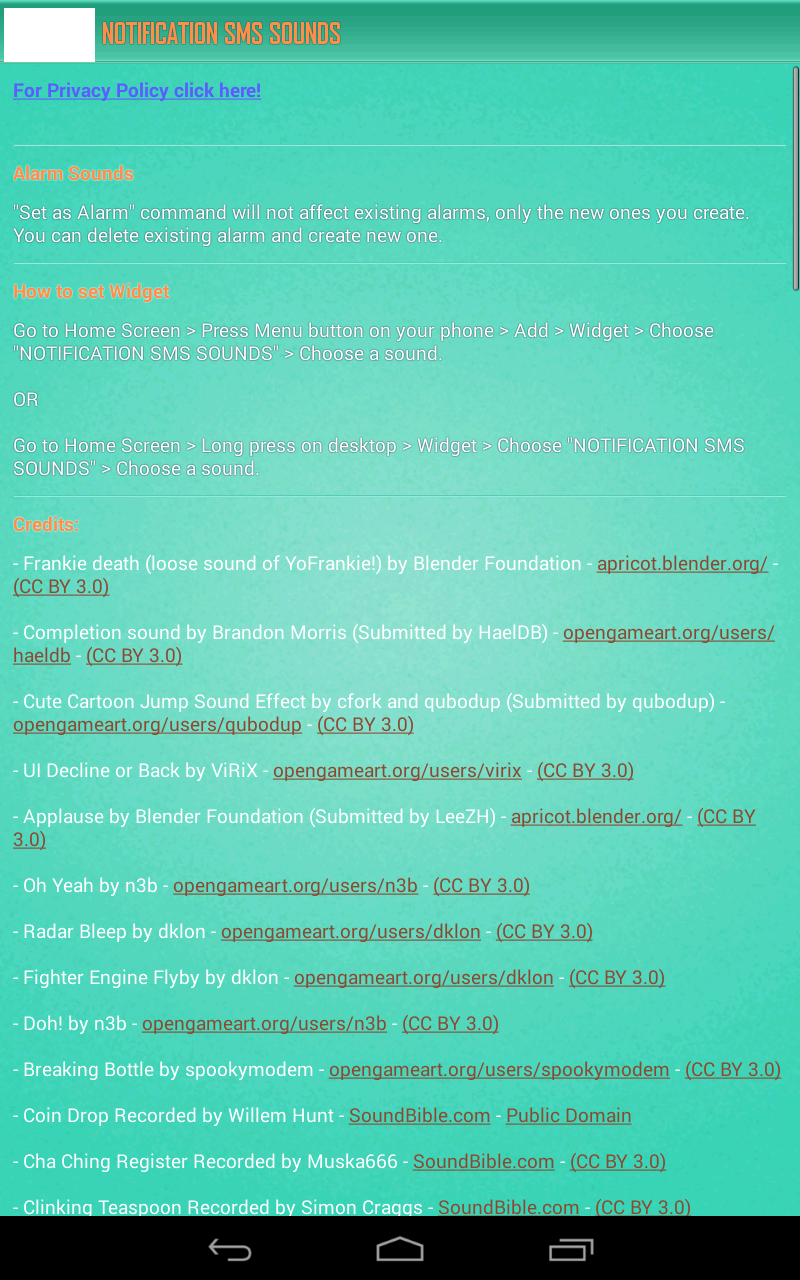 NOTIFICATION SMS SOUNDS
For Privacy Policy click here!
Alarm Sounds
"Set as Alarm" command will not affect existing alarms, only the new ones you create.
You can delete existing alarm and create new one.
How to set Widget
Go to Home Screen > Press Menu button on your phone > Add > Widget > Choose
"NOTIFICATION SMS SOUNDS" > Choose a sound.
OR
Go to Home Screen > Long press on desktop > Widget > Choose "NOTIFICATION SMS
SOUNDS" > Choose a sound.
Credits:
- Frankie death (loose sound of YoFrankie!) by Blender Foundation - apricot.blender.org/ -
(CC BY 3.0)
- Completion sound by Brandon Morris (Submitted by HaelDB) - opengameart.org/users/
haeldb - (CC BY 3.0)
- Cute Cartoon Jump Sound Effect by cfork and qubodup (Submitted by qubodup) -
opengameart.org/users/qubodup - (CC BY 3.0)
- UI Decline or Back by ViRiX - opengameart.org/users/virix - (CC BY 3.0)
- Applause by Blender Foundation (Submitted by LeeZH) - apricot.blender.org/ - (CC BY
3.0)
- Oh Yeah by n3b - opengameart.org/users/n3b - (CC BY 3.0)
- Radar Bleep by dklon - opengameart.org/users/dklon - (CC BY 3.0)
- Fighter Engine Flyby by dklon - opengameart.org/users/dklon - (CC BY 3.0)
- Doh! by n3b - opengameart.org/users/n3b - (CC BY 3.0)
- Breaking Bottle by spookymodem - opengameart.org/users/spookymodem - (CC BY 3.0)
- Coin Drop Recorded by Willem Hunt - SoundBible.com - Public Domain
- Cha Ching Register Recorded by Muska666 - SoundBible.com - (CC BY 3.0)
- Clinking Teaspoon Recorded by Simon Craggs - SoundBible.com - (CC BY 3.0)